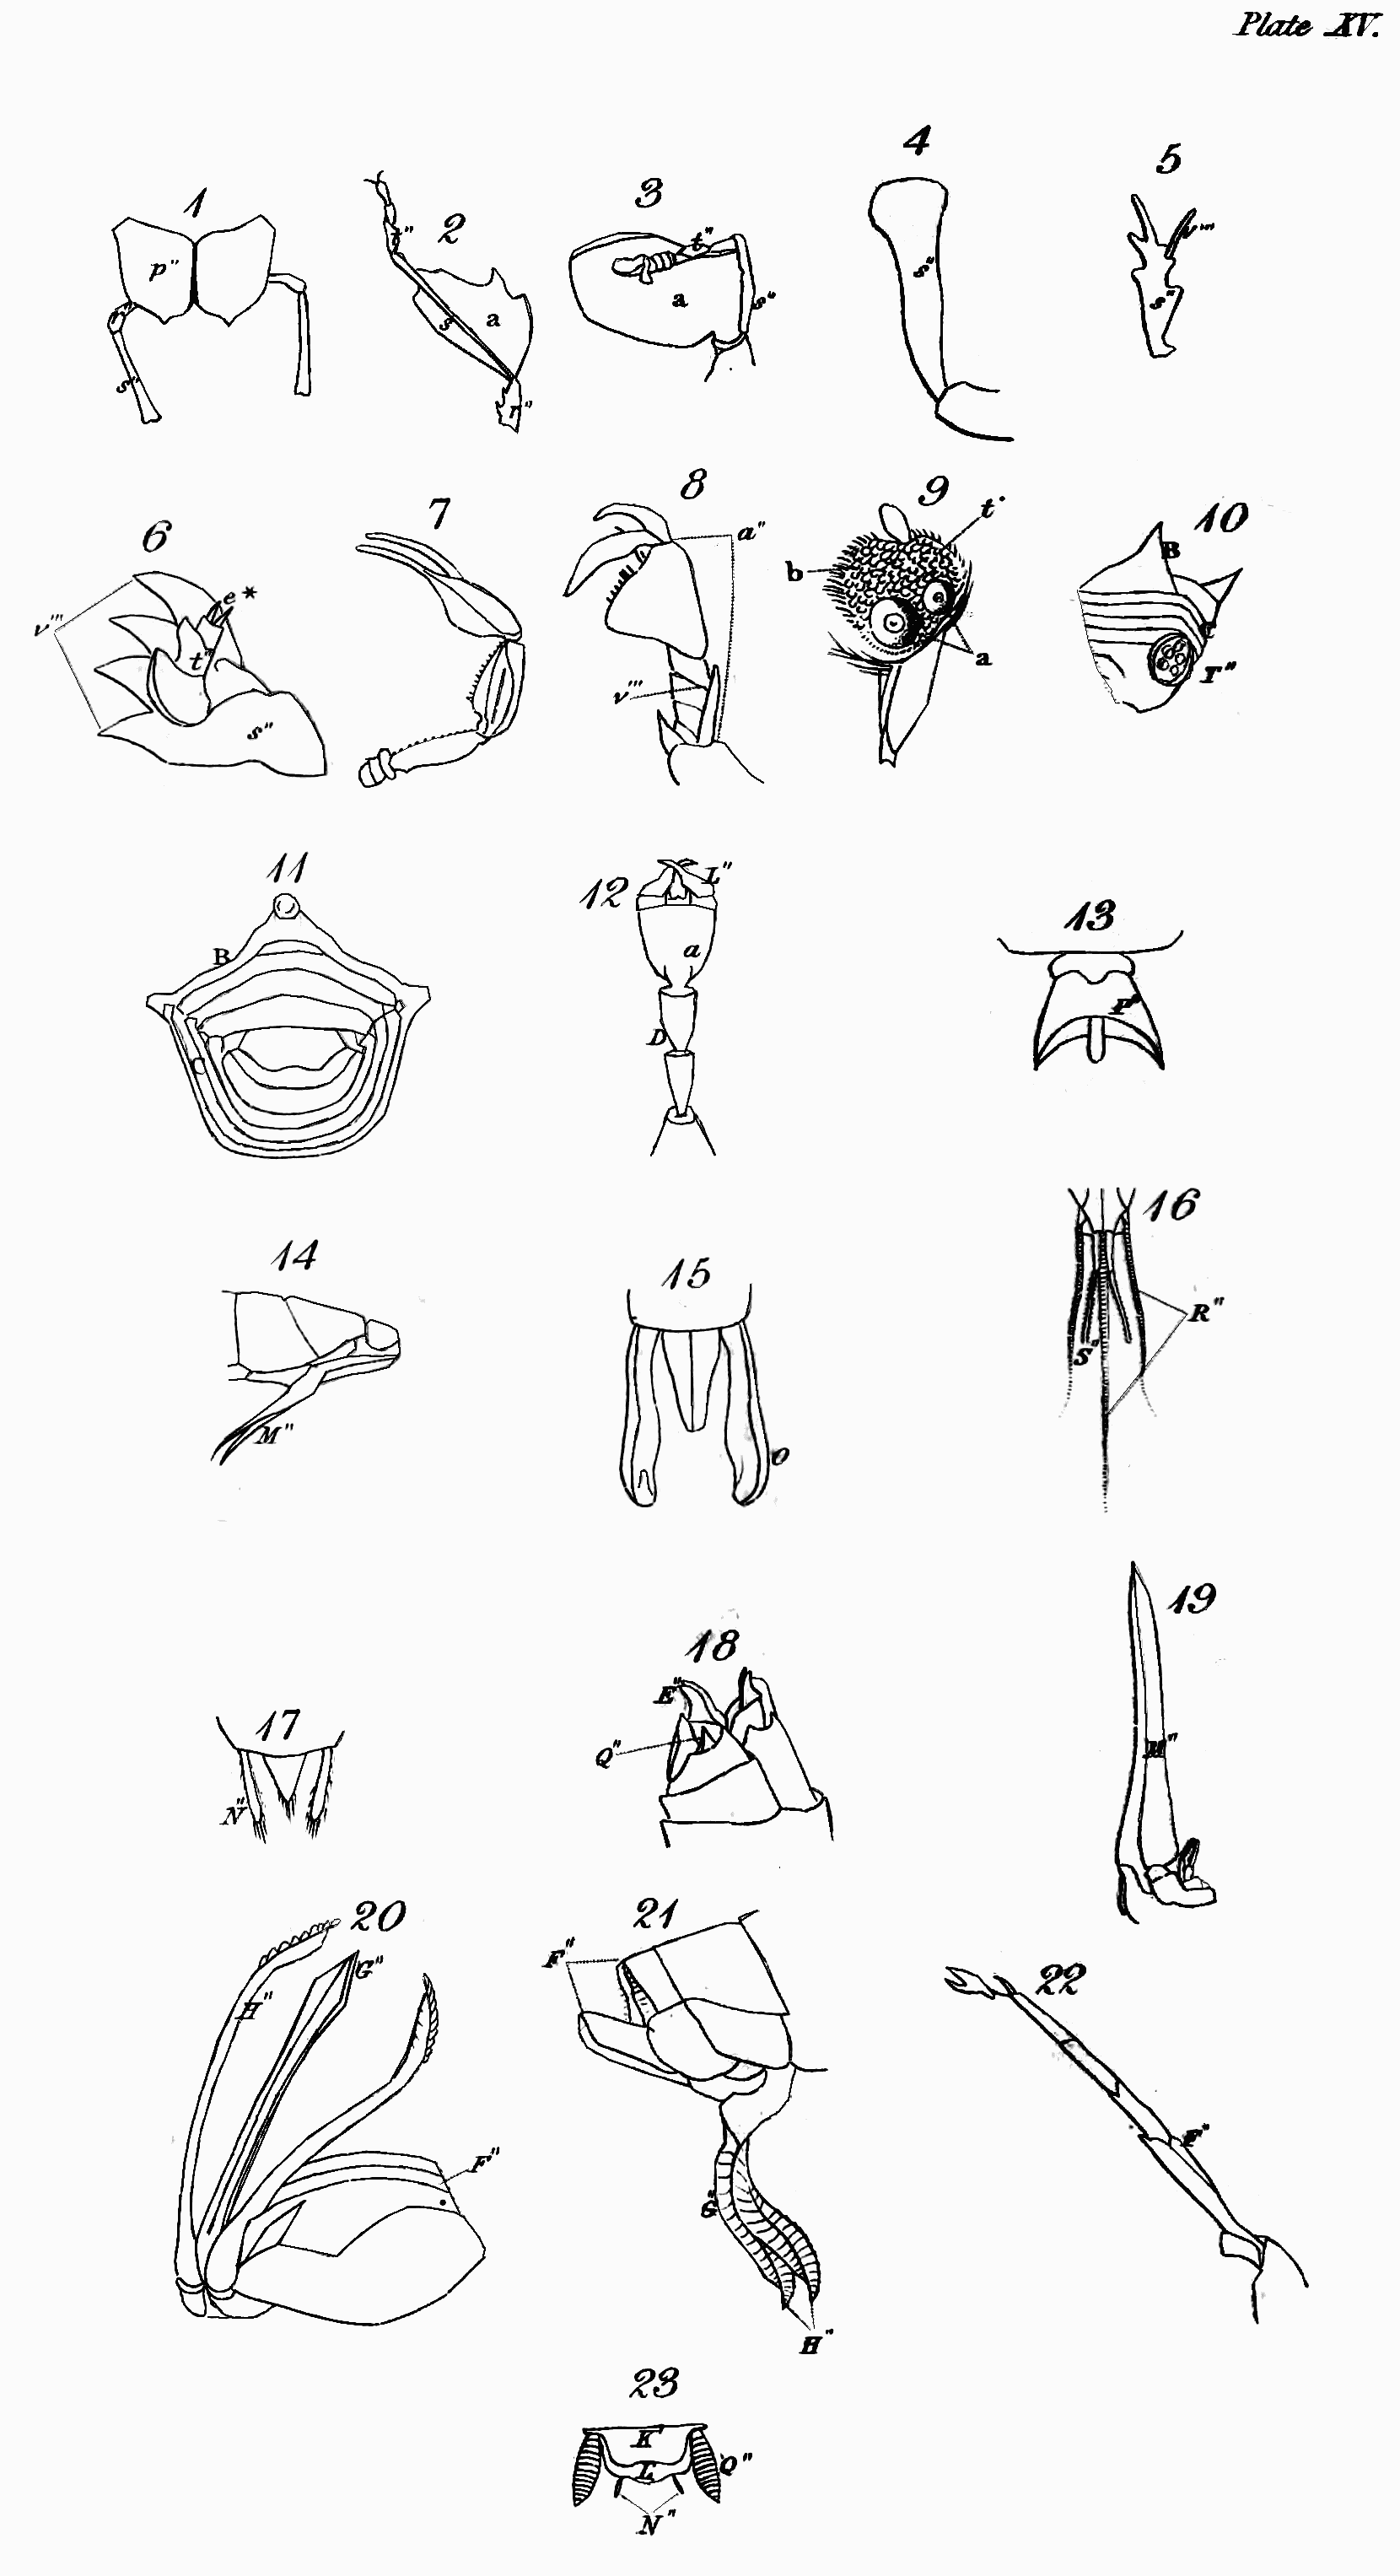 Plate XV.
1
p"
r"
s"
2
t"
s
a
r"
3
t"
a
s"
4
s"
5
v'''
s"
6
v'''
e*
t"
s"
7
8
a"
v'''
9
t·
b
a
10
B
C
T"
11
B
12
L"
a
D
13
P"
14
M"
15
O
16
R"
S"
17
N"
18
E"
Q"
19
M"
20
G"
H"
F"
21
F"
G"
H"
22
F"
23
K
L
Q"
N"